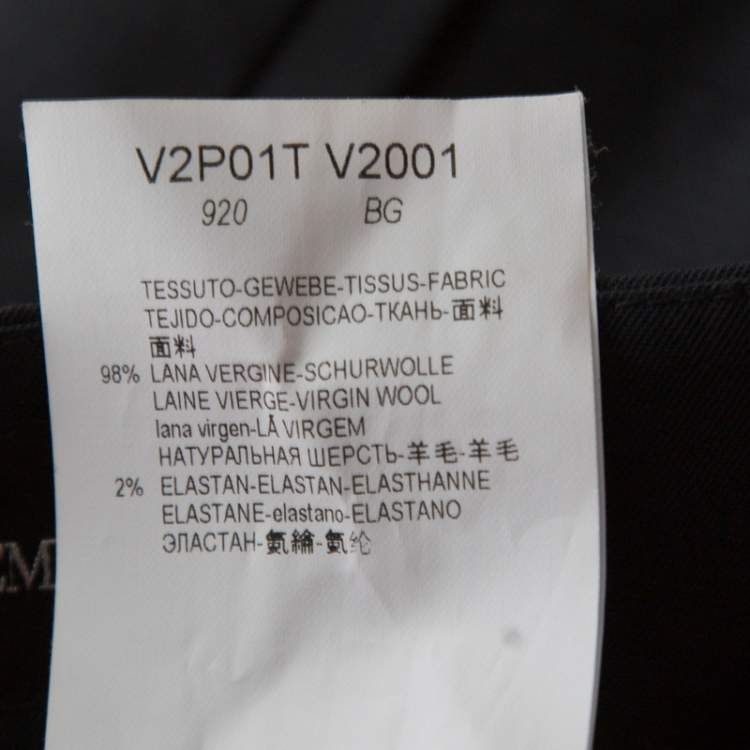 V2P01T V2001
920 BG
TESSUTO-GEWEBE-TISSUS-FABRIC
TEJIDO-COMPOSICAO-ТКАНЬ-面料
面料
98% LANA VERGINE-SCHURWOLLE
LAINE VIERGE-VIRGIN WOOL
lana virgen-LÃ VIRGEM
НАТУРАЛЬНАЯ ШЕРСТЬ-羊毛-羊毛
2% ELASTAN-ELASTAN-ELASTHANNE
ELASTANE-elastano-ELASTANO
ЭЛАСТАН-氨綸-氨纶
EM